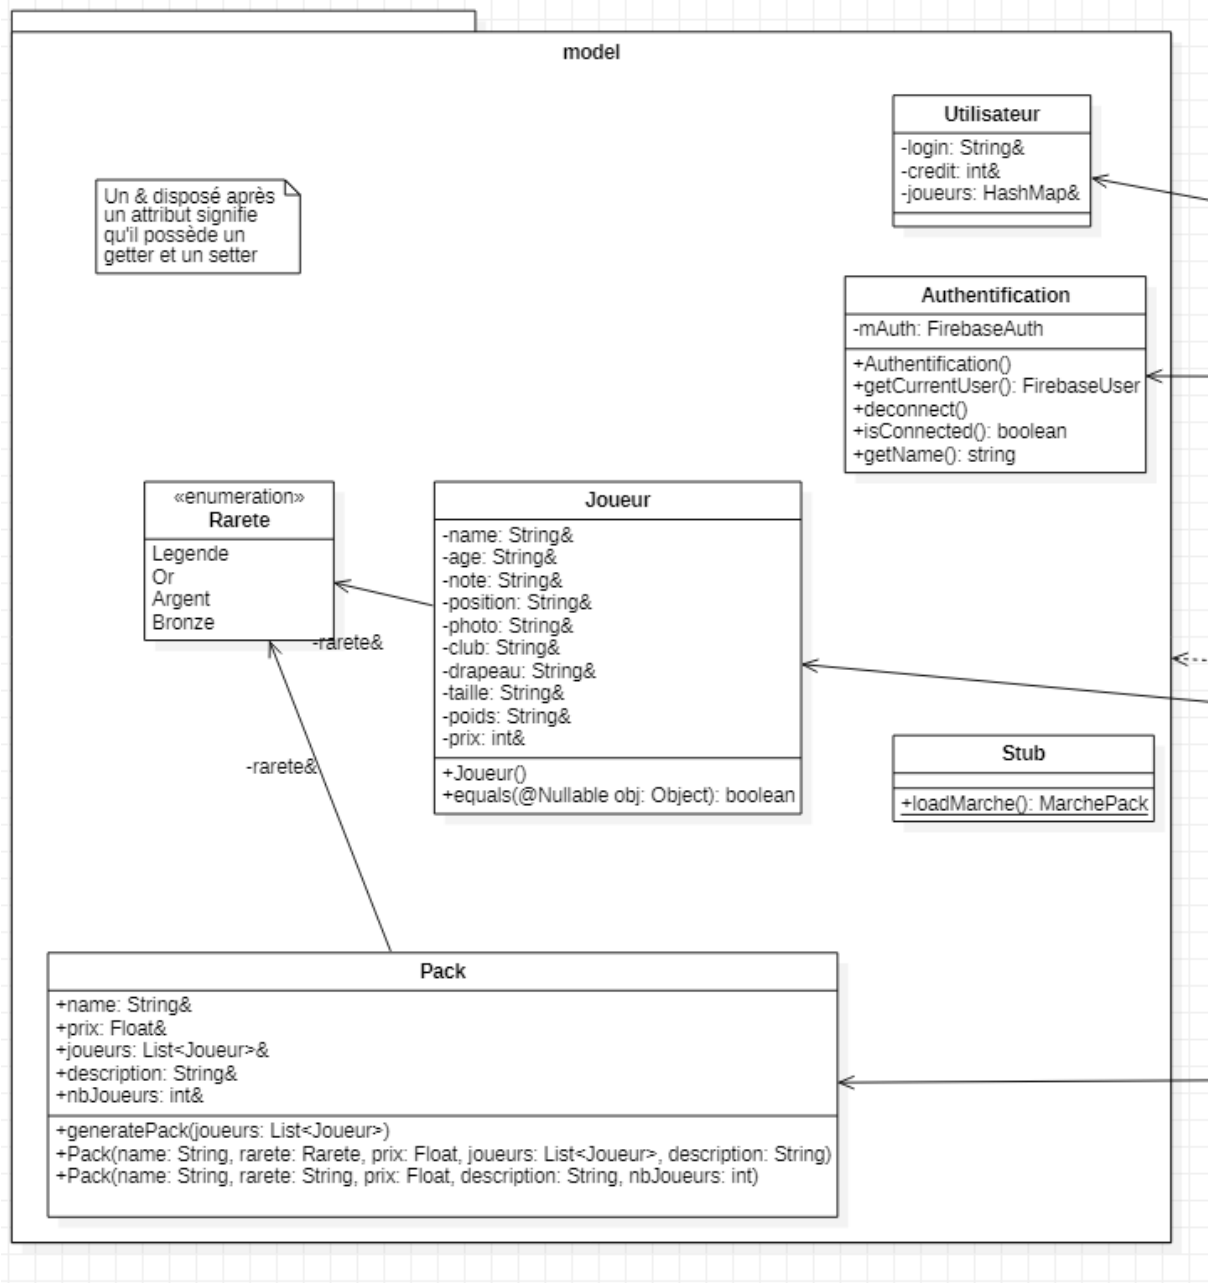 model
Utilisateur
-login: String&
-credit: int&
-joueurs: HashMap&
Un & disposé après
un attribut signifie
qu'il possède un
getter et un setter
Authentification
-mAuth: FirebaseAuth
+Authentification()
+getCurrentUser(): FirebaseUser
+deconnect()
+isConnected(): boolean
+getName(): string
«enumeration»
Rarete
Legende
Or
Argent
Bronze
-rarete&
Joueur
-name: String&
-age: String&
-note: String&
-position: String&
-photo: String&
-club: String&
-drapeau: String&
-taille: String&
-poids: String&
-prix: int&
+Joueur()
+equals(@Nullable obj: Object): boolean
-rarete&
Stub
+loadMarche(): MarchePack
Pack
+name: String&
+prix: Float&
+joueurs: List<Joueur>&
+description: String&
+nbJoueurs: int&
+generatePack(joueurs: List<Joueur>)
+Pack(name: String, rarete: Rarete, prix: Float, joueurs: List<Joueur>, description: String)
+Pack(name: String, rarete: String, prix: Float, description: String, nbJoueurs: int)